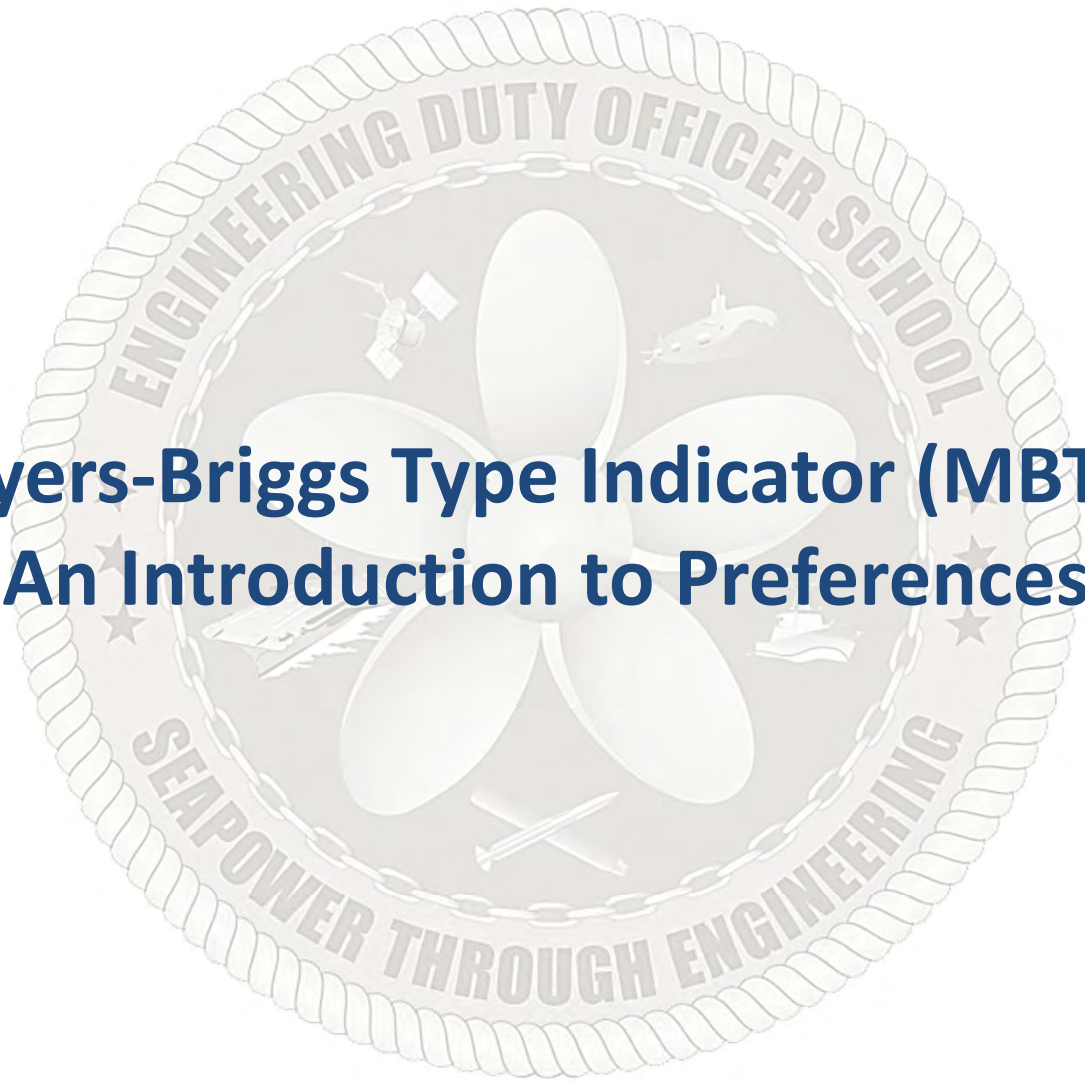 ENGINEERING DUTY OFFICER SCHOOL
yers-Briggs Type Indicator (MBT
An Introduction to Preferences
SEAPOWER THROUGH ENGINEERING